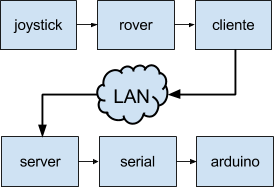 joystick
rover
cliente
LAN
server
serial
arduino